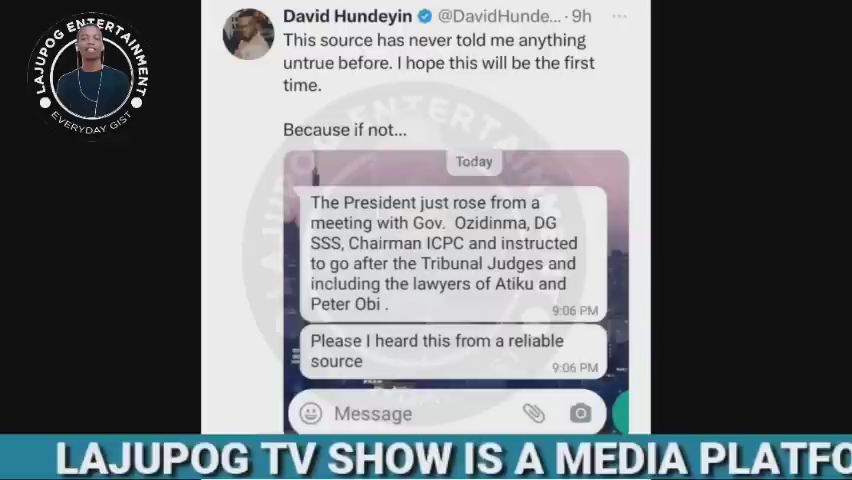 LAJUPOG ENTERTAINMENT
EVERYDAY GIST
David Hundeyin @DavidHunde... · 9h
This source has never told me anything
untrue before. I hope this will be the first
time.
Because if not...
Today
The President just rose from a
meeting with Gov. Ozidinma, DG
SSS, Chairman ICPC and instructed
to go after the Tribunal Judges and
including the lawyers of Atiku and
Peter Obi .
9:06 PM
Please I heard this from a reliable
source
9:06 PM
Message
LAJUPOG TV SHOW IS A MEDIA PLATFO